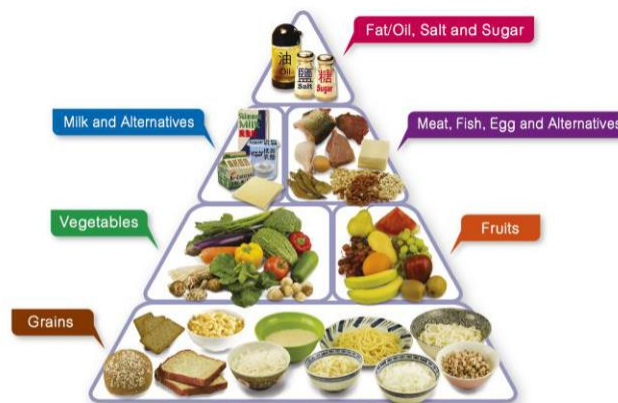 Fat/Oil, Salt and Sugar
油
Oil
鹽
Salt
糖
Sugar
Milk and Alternatives
Meat, Fish, Egg and Alternatives
Vegetables
Fruits
Grains